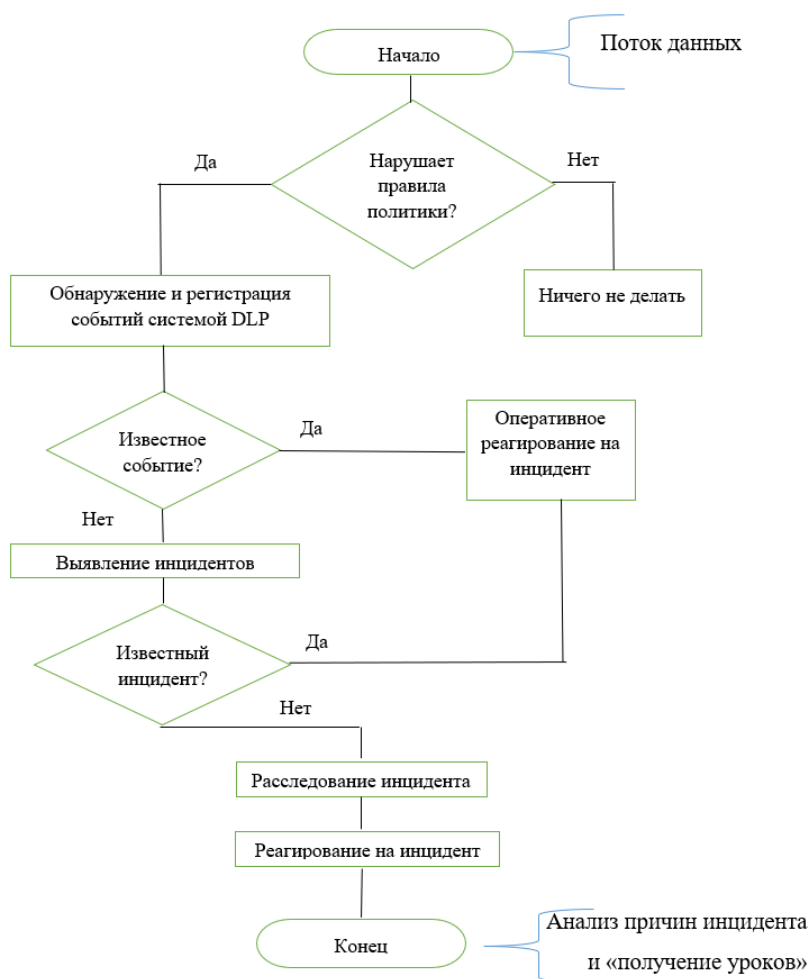 Начало
Поток данных
Да
Нарушает
правила
политики?
Нет
Обнаружение и регистрация
событий системой DLP
Ничего не делать
Известное
событие?
Да
Оперативное
реагирование на
инцидент
Нет
Выявление инцидентов
Известный
инцидент?
Да
Нет
Расследование инцидента
Реагирование на инцидент
Конец
Анализ причин инцидента
и «получение уроков»